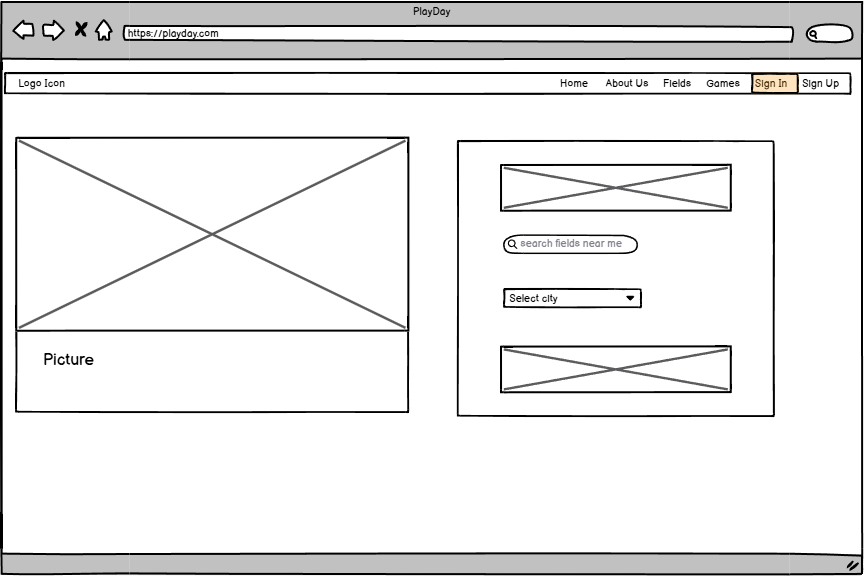 PlayDay
https://playday.com
Logo Icon
Home About Us Fields Games Sign In Sign Up
search fields near me
Select city
Picture